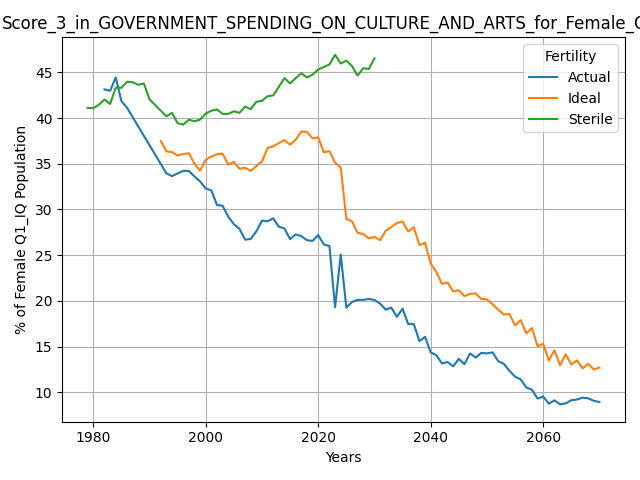 Score_3_in_GOVERNMENT_SPENDING_ON_CULTURE_AND_ARTS_for_Female_
Fertility
Actual
Ideal
Sterile
% of Female Q1_IQ Population
45
40
35
30
25
20
15
10
1980
2000
2020
2040
2060
Years